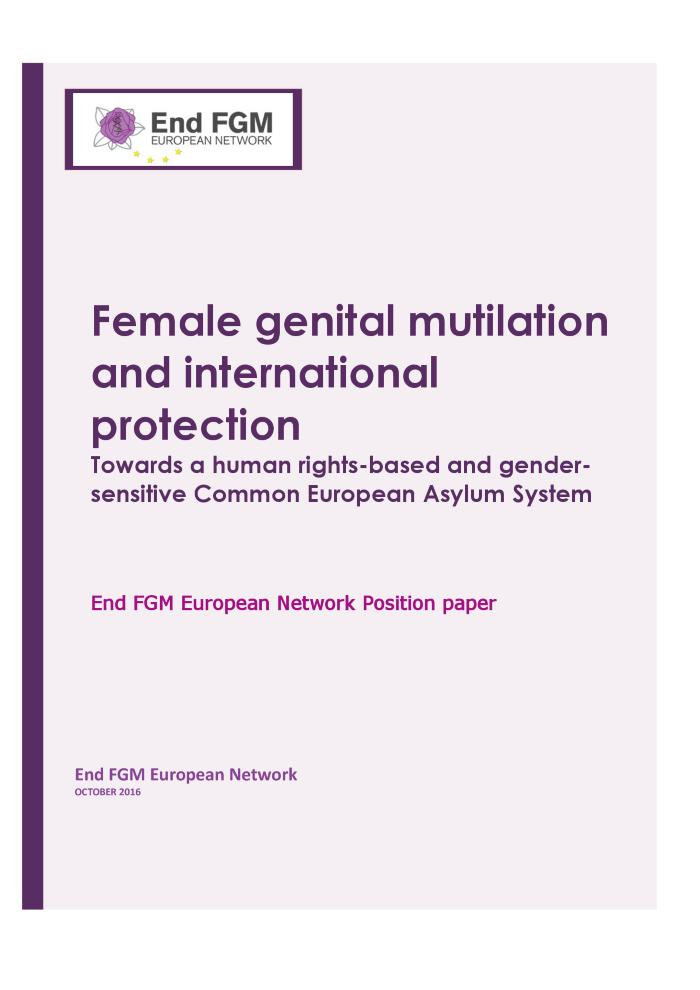 End FGM
EUROPEAN NETWORK
Female genital mutilation
and international
protection
Towards a human rights-based and gender-
sensitive Common European Asylum System
End FGM European Network Position paper
End FGM European Network
OCTOBER 2016